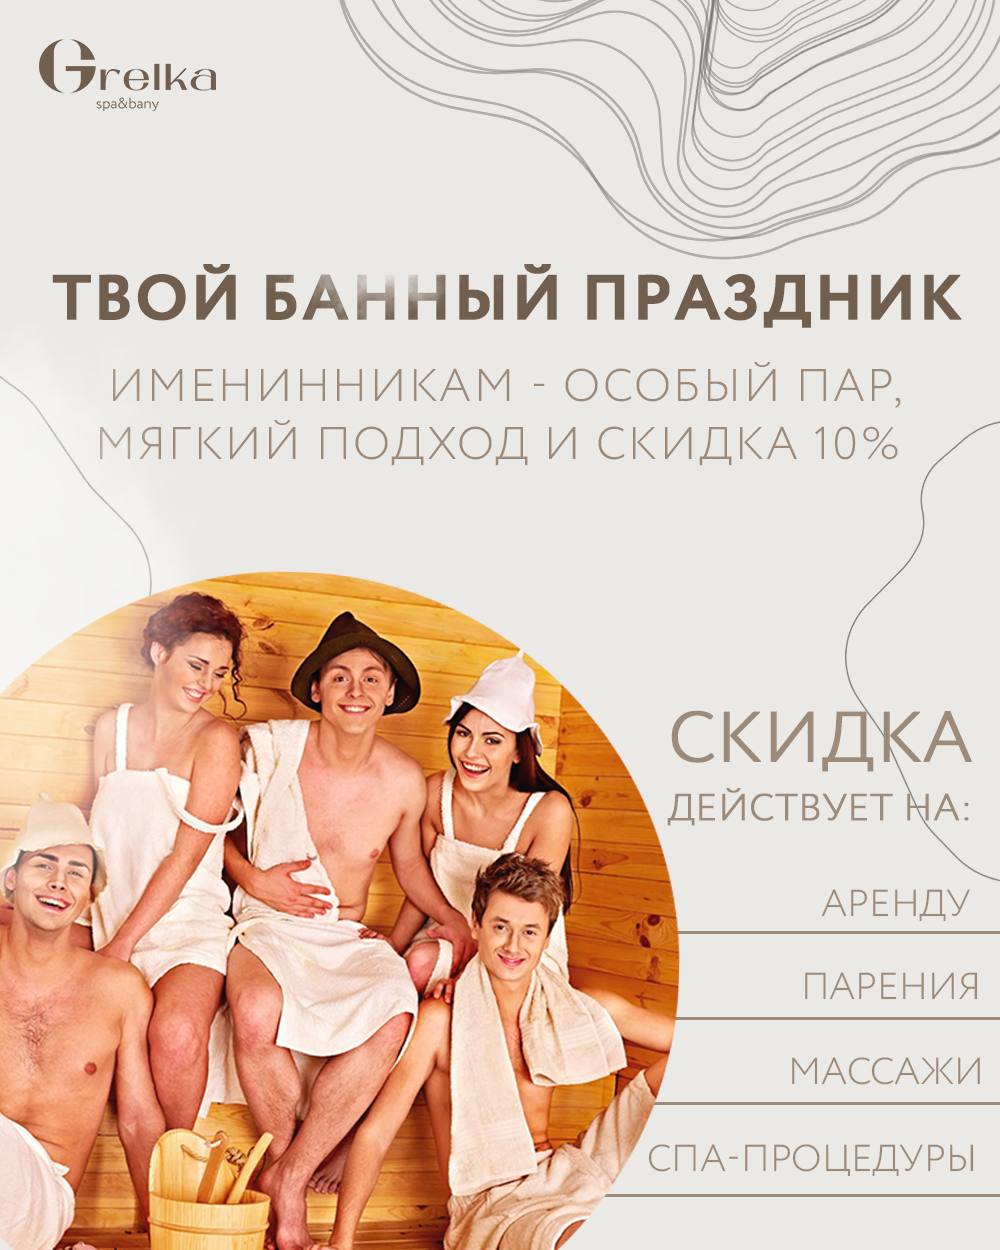 Grelka
spa&bany
ТВОЙ БАННЫЙ ПРАЗДНИК
ИМЕНИННИКАМ - ОСОБЫЙ ПАР,
МЯГКИЙ ПОДХОД И СКИДКА 10%
СКИДКА
ДЕЙСТВУЕТ НА:
АРЕНДУ
ПАРЕНИЯ
МАССАЖИ
СПА-ПРОЦЕДУРЫ